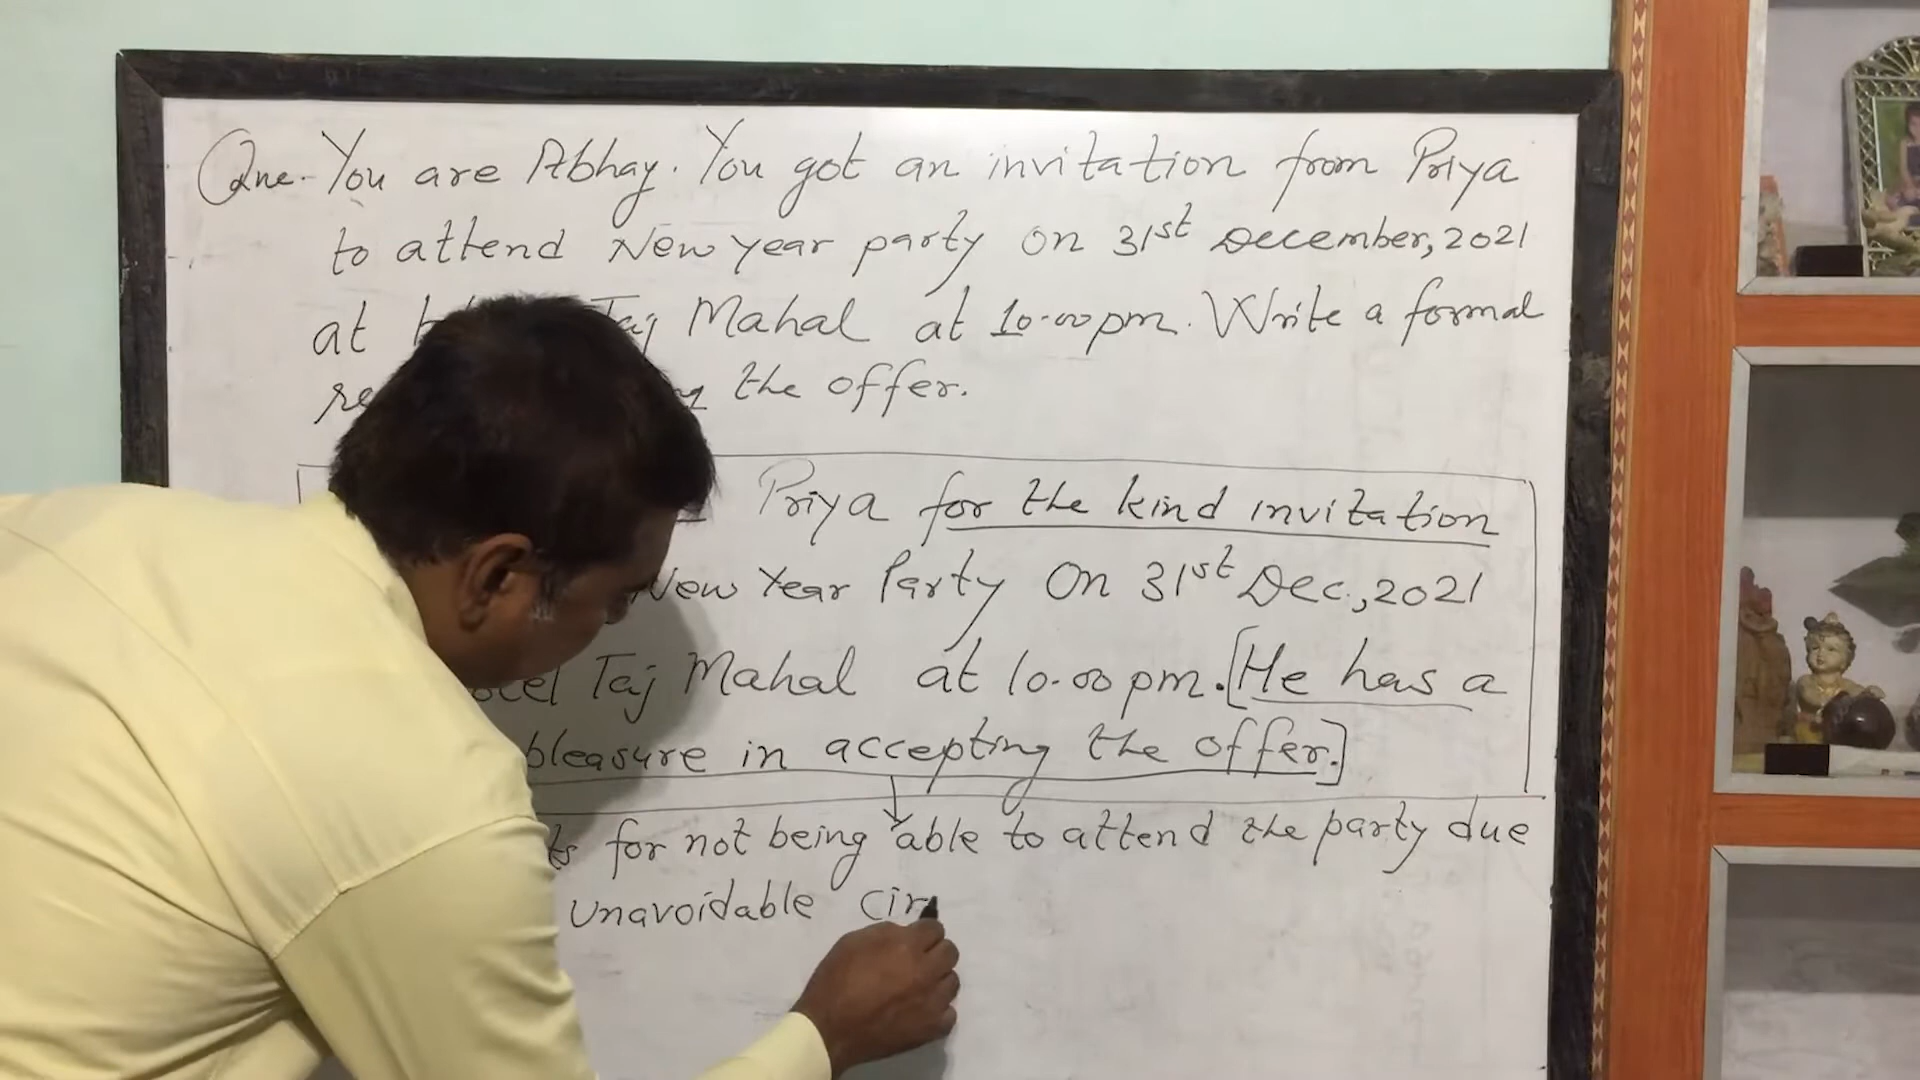 Que. You are Abhay. You got an invitation from Priya
to attend New year party on 31st December, 2021
at Taj Mahal at 10.00pm. Write a formal
the offer.
Priya for the kind invitation
New Year Party On 31st Dec., 2021
Taj Mahal at 10.00 pm. [He has a
pleasure in accepting the offer.]
for not being able to attend the party due
unavoidable cir